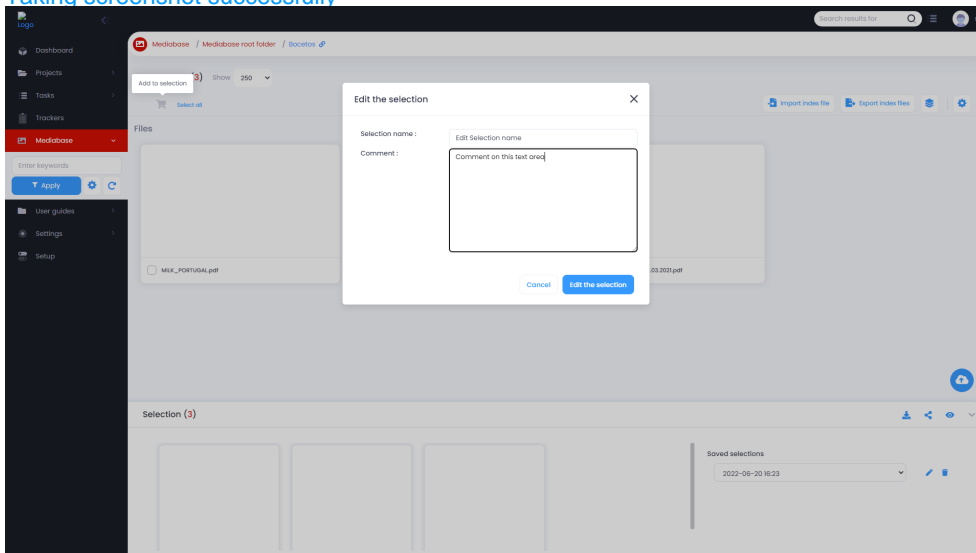 Taking screenshot successfully
Logo
Search results for
Dashboard
Projects
Tasks
Trackers
Mediabase
Enter keywords
Apply
User guides
Settings
Setup
Mediabase / Mediabase root folder / Bocetos
3) Show 250
Add to selection
Select all
Import index file
Export index files
Files
MILK_PORTUGAL.pdf
.03.2021.pdf
Edit the selection
Selection name :
Edit Selection name
Comment :
Comment on this text area
Cancel
Edit the selection
Selection (3)
Saved selections
2022-06-20 16:23